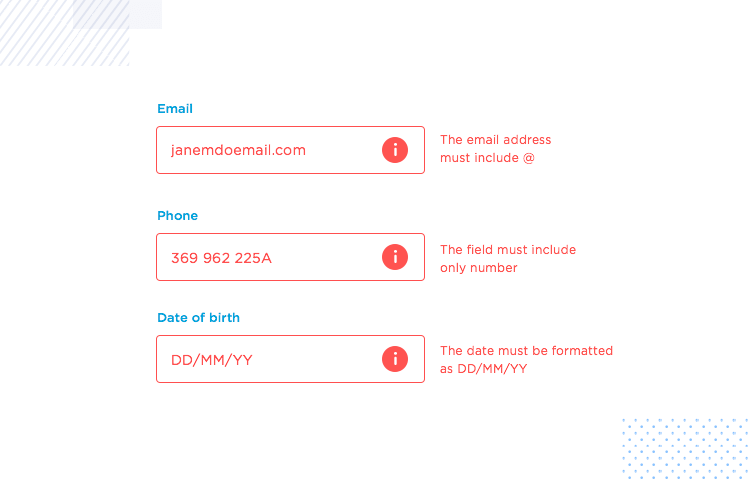 Email
janemdoemail.com
The email address
must include @
Phone
369 962 225A
The field must include
only number
Date of birth
DD/MM/YY
The date must be formatted
as DD/MM/YY